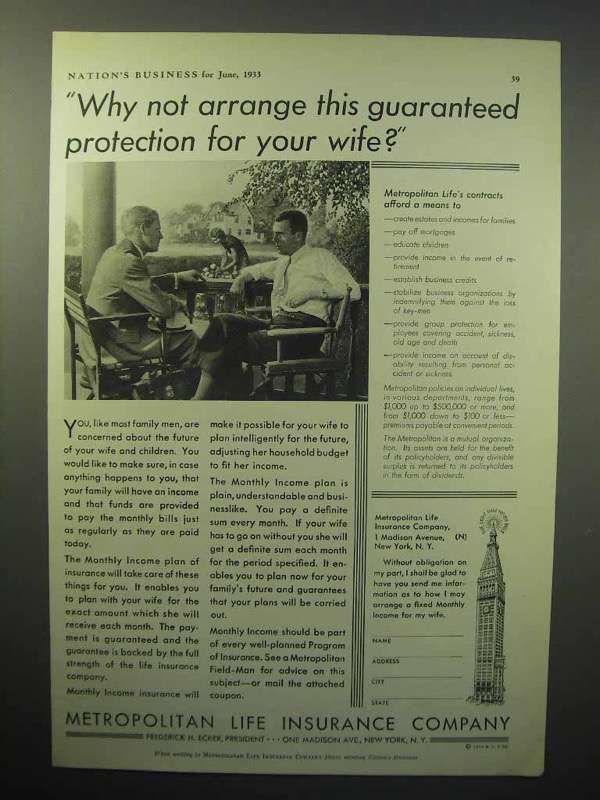 NATION'S BUSINESS for June, 1933
39
"Why not arrange this guaranteed
protection for your wife?"
Metropolitan Life's contracts
afford a means to
—create estates and incomes for families
—pay off mortgages
—educate children
—provide income in the event of re-
tirement
—establish business credits
—stabilize business organizations by
indemnifying them against the loss
of key-men
—provide group protection for em-
ployees covering accident, sickness,
old age and death
—provide income on account of dis-
ability resulting from personal ac-
cident or sickness.
Metropolitan policies on individual lives,
in various departments, range from
$1,000 up to $500,000 or more, and
from $1,000 down to $100 or less—
premiums payable at convenient periods.
The Metropolitan is a mutual organiza-
tion. Its assets are held for the benefit
of its policyholders, and any divisible
surplus is returned to its policyholders
in the form of dividends.
YOU, like most family men, are
concerned about the future
of your wife and children. You
would like to make sure, in case
anything happens to you, that
your family will have an income
and that funds are provided
to pay the monthly bills just
as regularly as they are paid
today.
The Monthly Income plan of
insurance will take care of these
things for you. It enables you
to plan with your wife for the
exact amount which she will
receive each month. The pay-
ment is guaranteed and the
guarantee is backed by the full
strength of the life insurance
company.
Monthly Income insurance will
make it possible for your wife to
plan intelligently for the future,
adjusting her household budget
to fit her income.
The Monthly Income plan is
plain, understandable and busi-
nesslike. You pay a definite
sum every month. If your wife
has to go on without you she will
get a definite sum each month
for the period specified. It en-
ables you to plan now for your
family's future and guarantees
that your plans will be carried
out.
Monthly Income should be part
of every well-planned Program
of Insurance. See a Metropolitan
Field-Man for advice on this
subject—or mail the attached
coupon.
Metropolitan Life
Insurance Company,
1 Madison Avenue, (N)
New York, N. Y.
Without obligation on
my part, I shall be glad to
have you send me infor-
mation as to how I may
arrange a fixed Monthly
Income for my wife.
NAME
ADDRESS
CITY
STATE
METROPOLITAN LIFE INSURANCE COMPANY
FREDERICK H. ECKER, PRESIDENT · · · ONE MADISON AVE., NEW YORK, N. Y.
When writing to METROPOLITAN LIFE INSURANCE COMPANY please mention Nation's Business